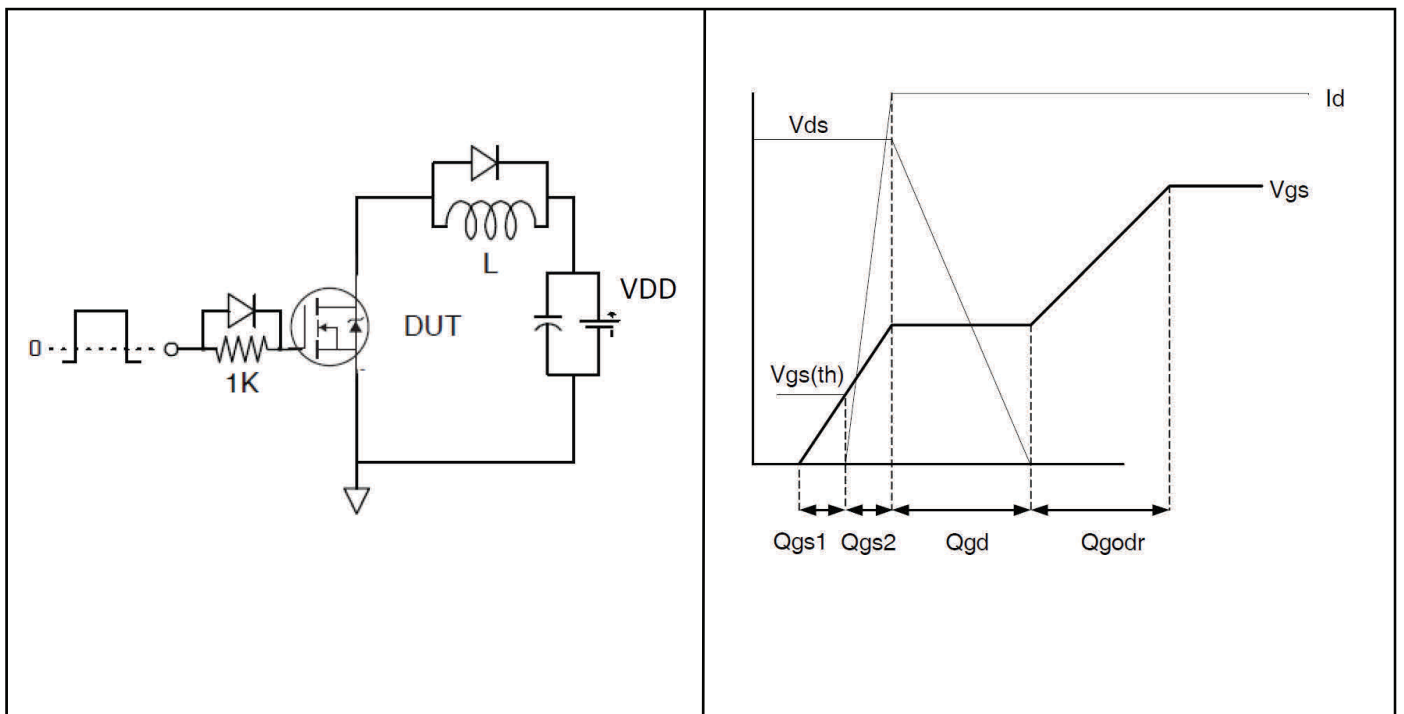 L
VDD
DUT
0
1K
Id
Vds
Vgs
Vgs(th)
Qgs1 Qgs2 Qgd Qgodr